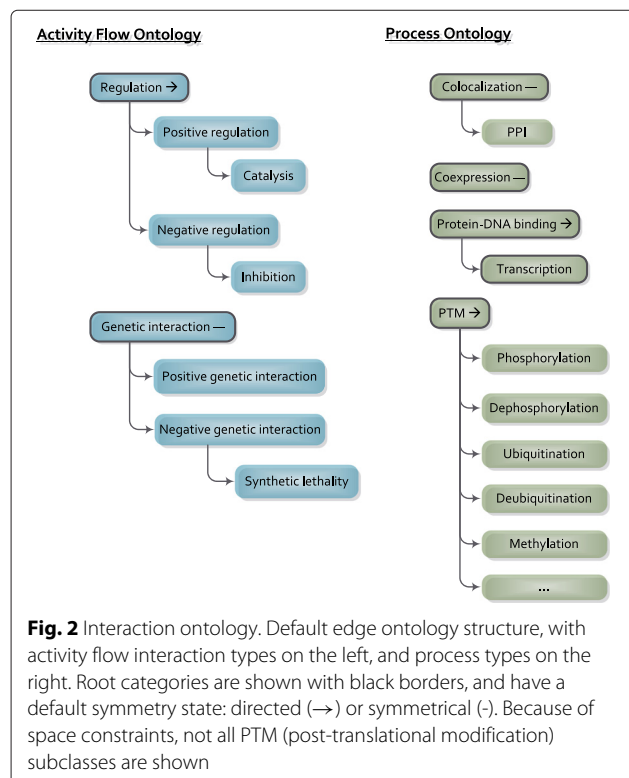 Activity Flow Ontology
Regulation →
Positive regulation
Catalysis
Negative regulation
Inhibition
Genetic interaction —
Positive genetic interaction
Negative genetic interaction
Synthetic lethality
Process Ontology
Colocalization —
PPI
Coexpression —
Protein-DNA binding →
Transcription
PTM →
Phosphorylation
Dephosphorylation
Ubiquitination
Deubiquitination
Methylation
...
Fig. 2 Interaction ontology. Default edge ontology structure, with
activity flow interaction types on the left, and process types on the
right. Root categories are shown with black borders, and have a
default symmetry state: directed (→) or symmetrical (-). Because of
space constraints, not all PTM (post-translational modification)
subclasses are shown